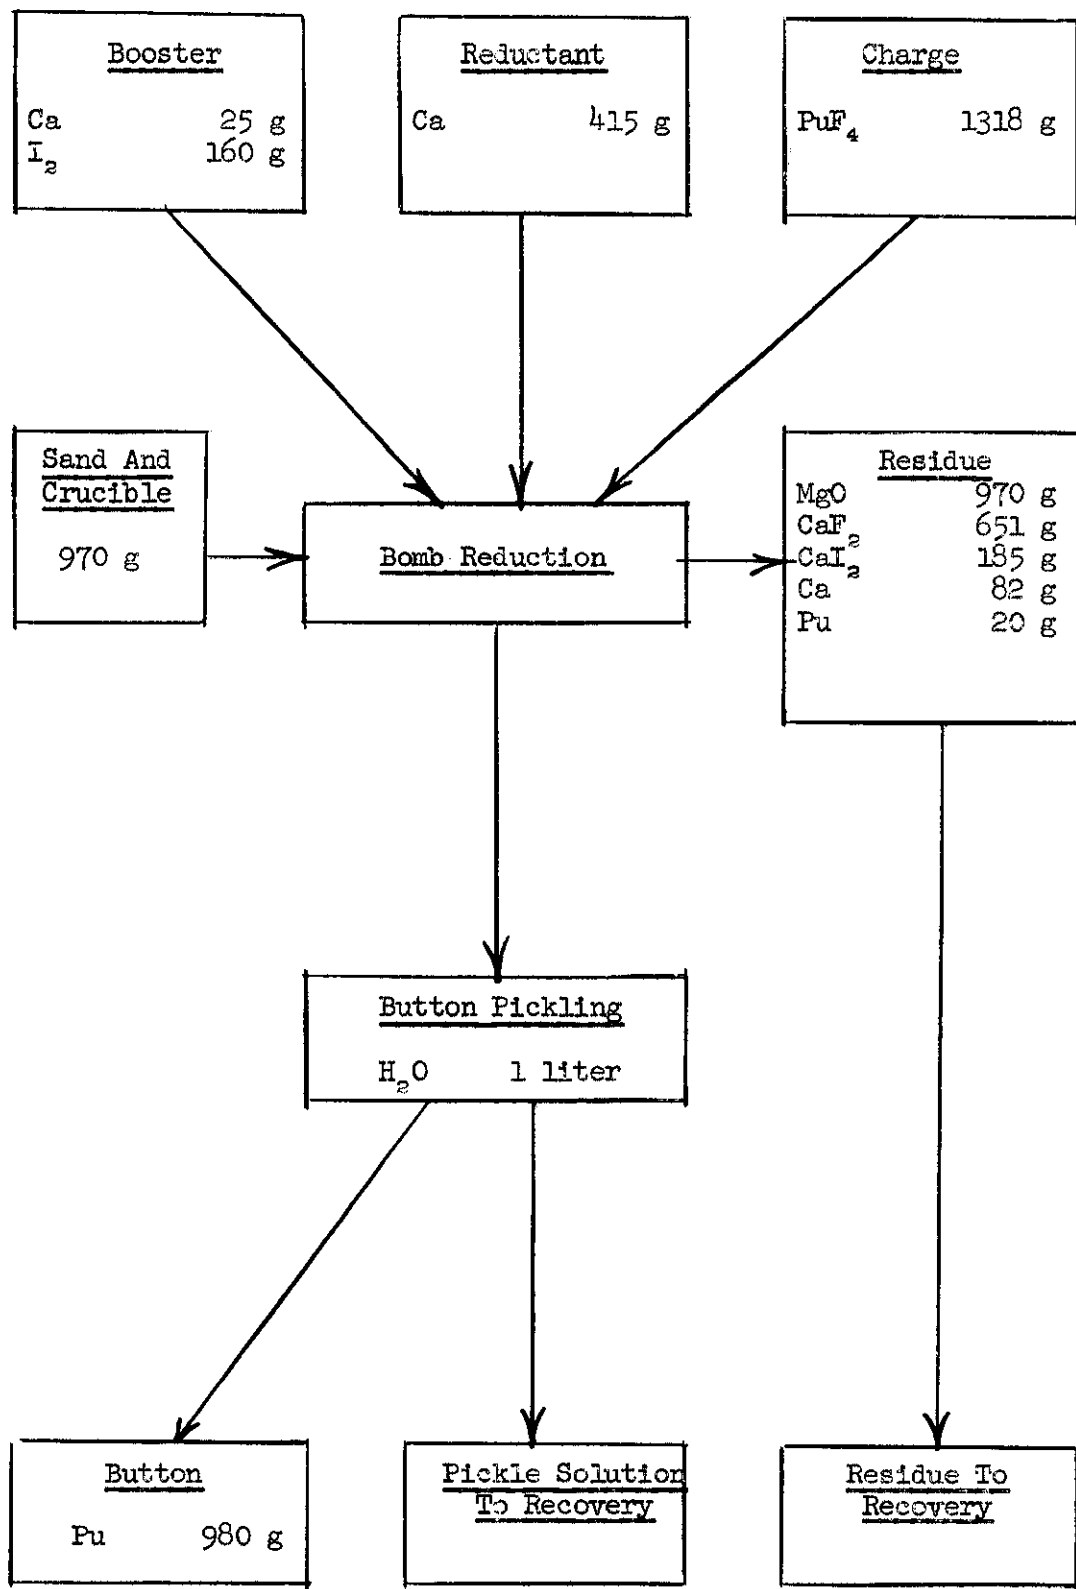 Booster
Ca 25 g
I₂ 160 g
Reductant
Ca 415 g
Charge
PuF₄ 1318 g
Sand And
Crucible
970 g
Bomb Reduction
Residue
MgO 970 g
CaF₂ 651 g
CaI₂ 185 g
Ca 82 g
Pu 20 g
Button Pickling
H₂O 1 liter
Button
Pu 980 g
Pickle Solution
To Recovery
Residue To
Recovery